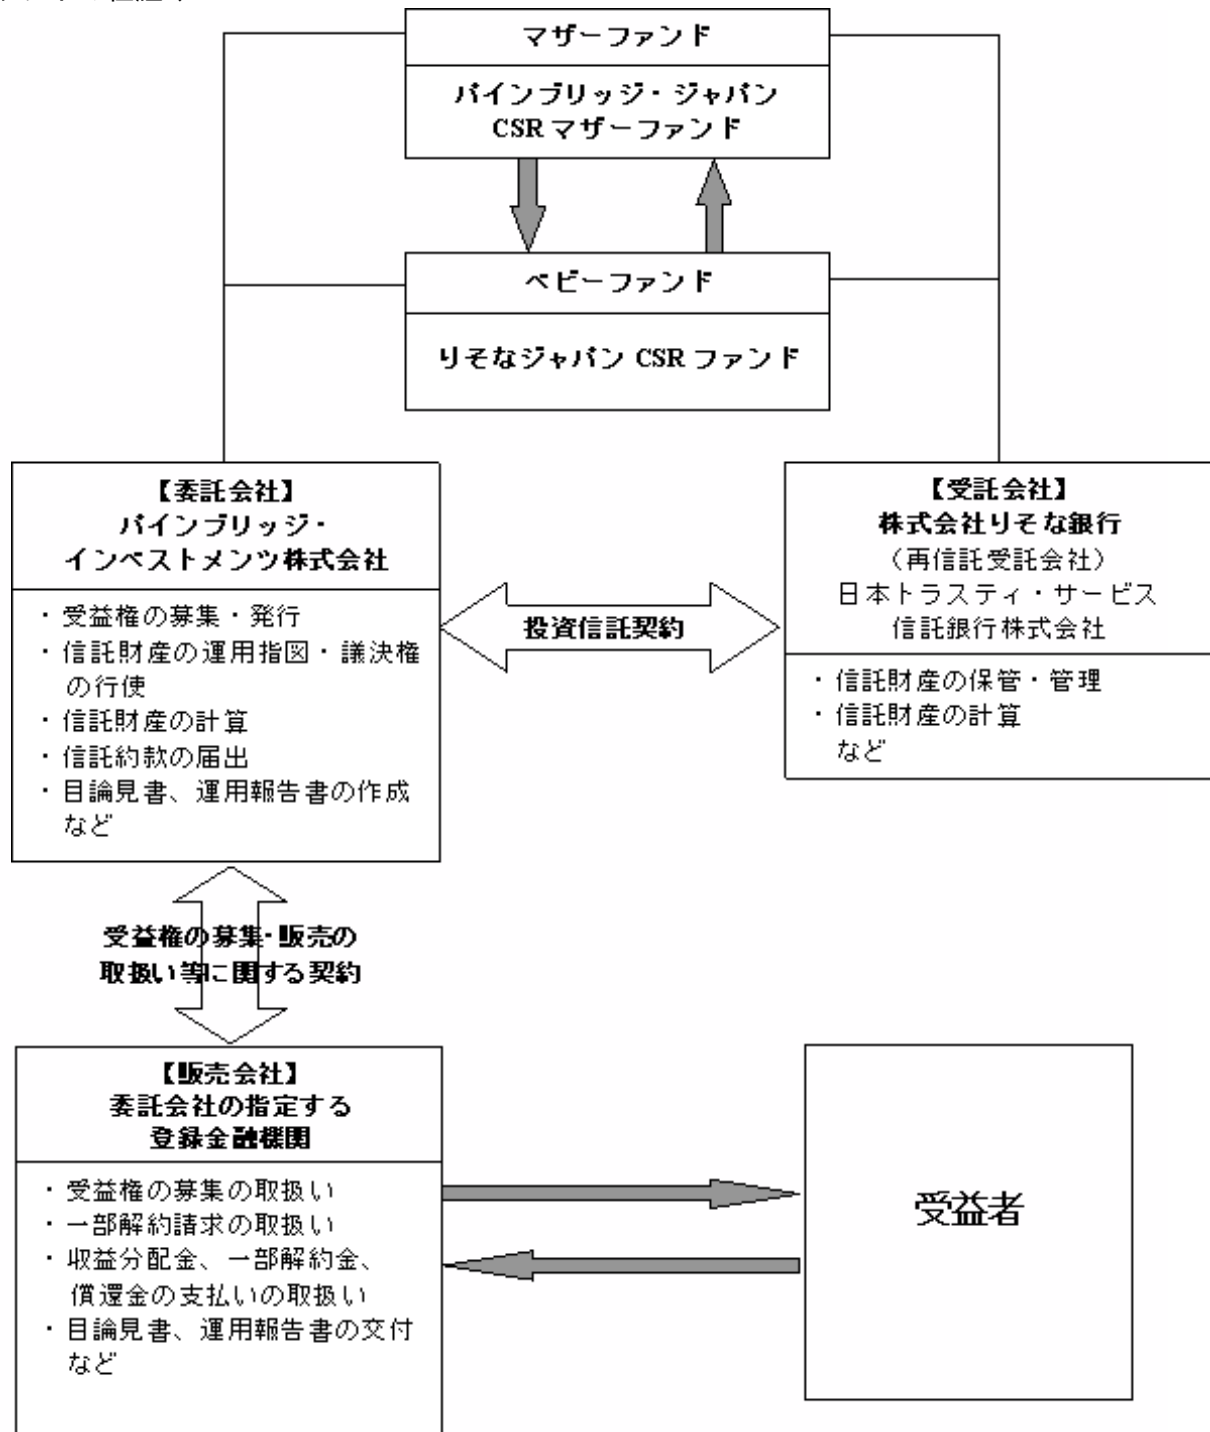 マザーファンド
パインブリッジ・ジャパン
CSRマザーファンド
ベビーファンド
りそなジャパン CSR ファンド
【委託会社】
パインブリッジ・
インベストメンツ株式会社
・受益権の募集・発行
・信託財産の運用指図・議決権
の行使
・信託財産の計算
・信託約款の届出
・目論見書、運用報告書の作成
など
投資信託契約
【受託会社】
株式会社りそな銀行
（再信託受託会社）
日本トラスティ・サービス
信託銀行株式会社
・信託財産の保管・管理
・信託財産の計算
など
受益権の募集・販売の
取扱い等に関する契約
【販売会社】
委託会社の指定する
登録金融機関
・受益権の募集の取扱い
・一部解約請求の取扱い
・収益分配金、一部解約金、
償還金の支払いの取扱い
・目論見書、運用報告書の交付
など
受益者